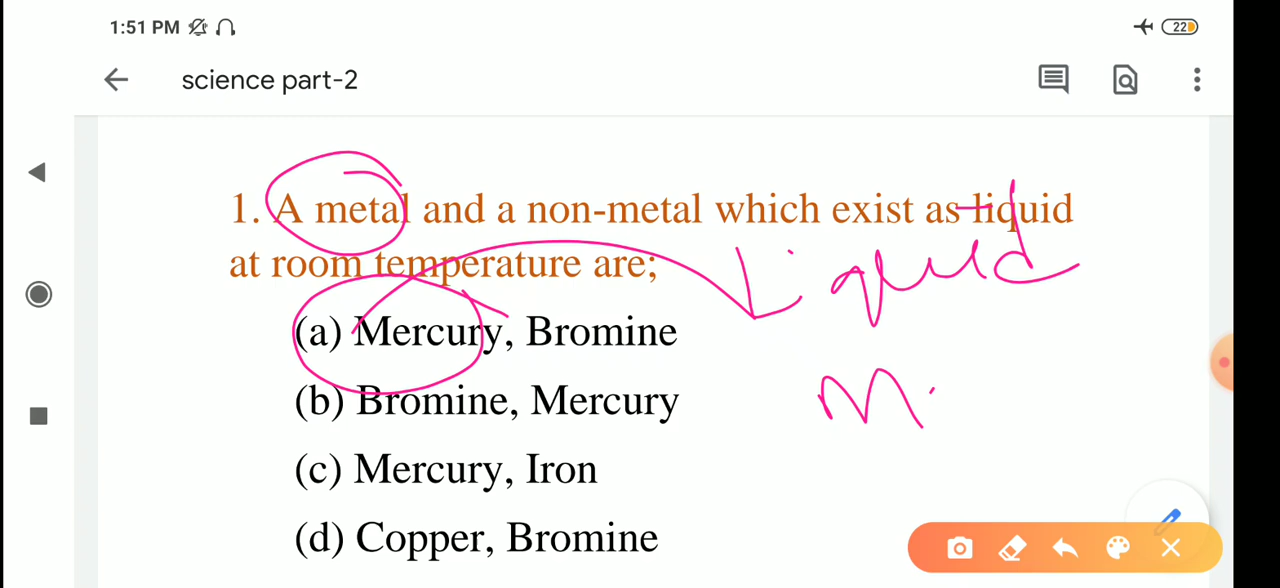 1:51 PM 22
science part-2
1. A metal and a non-metal which exist as liquid
at room temperature are;
Liquid
(a) Mercury, Bromine
M
(b) Bromine, Mercury
(c) Mercury, Iron
(d) Copper, Bromine